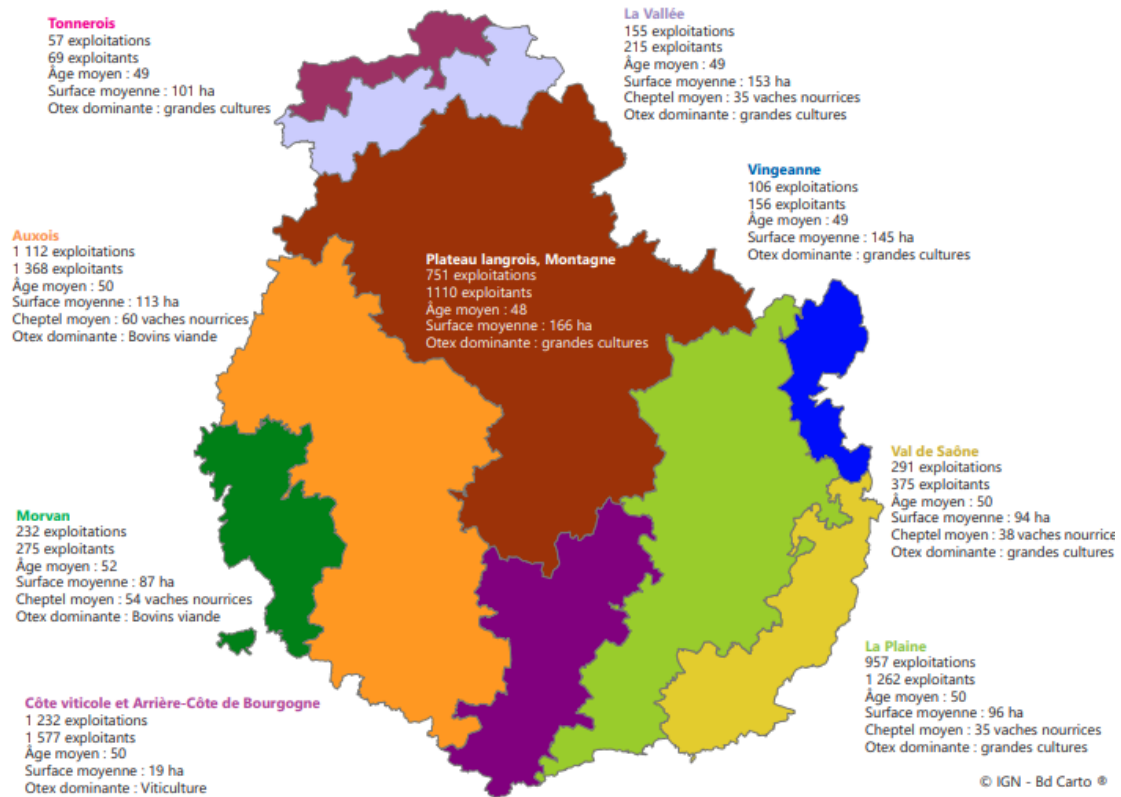 Tonnerois
57 exploitations
69 exploitants
Âge moyen : 49
Surface moyenne : 101 ha
Otex dominante : grandes cultures
La Vallée
155 exploitations
215 exploitants
Âge moyen : 49
Surface moyenne : 153 ha
Cheptel moyen : 35 vaches nourrices
Otex dominante : grandes cultures
Vingeanne
106 exploitations
156 exploitants
Âge moyen : 49
Surface moyenne : 145 ha
Otex dominante : grandes cultures
Auxois
1 112 exploitations
1 368 exploitants
Âge moyen : 50
Surface moyenne : 113 ha
Cheptel moyen : 60 vaches nourrices
Otex dominante : Bovins viande
Plateau langrois, Montagne
751 exploitations
1110 exploitants
Âge moyen : 48
Surface moyenne : 166 ha
Otex dominante : grandes cultures
Val de Saône
291 exploitations
375 exploitants
Âge moyen : 50
Surface moyenne : 94 ha
Cheptel moyen : 38 vaches nourrice
Otex dominante : grandes cultures
Morvan
232 exploitations
275 exploitants
Âge moyen : 52
Surface moyenne : 87 ha
Cheptel moyen : 54 vaches nourrices
Otex dominante : Bovins viande
La Plaine
957 exploitations
1 262 exploitants
Âge moyen : 50
Surface moyenne : 96 ha
Cheptel moyen : 35 vaches nourrices
Otex dominante : grandes cultures
Côte viticole et Arrière-Côte de Bourgogne
1 232 exploitations
1 577 exploitants
Âge moyen : 50
Surface moyenne : 19 ha
Otex dominante : Viticulture
© IGN - Bd Carto ®